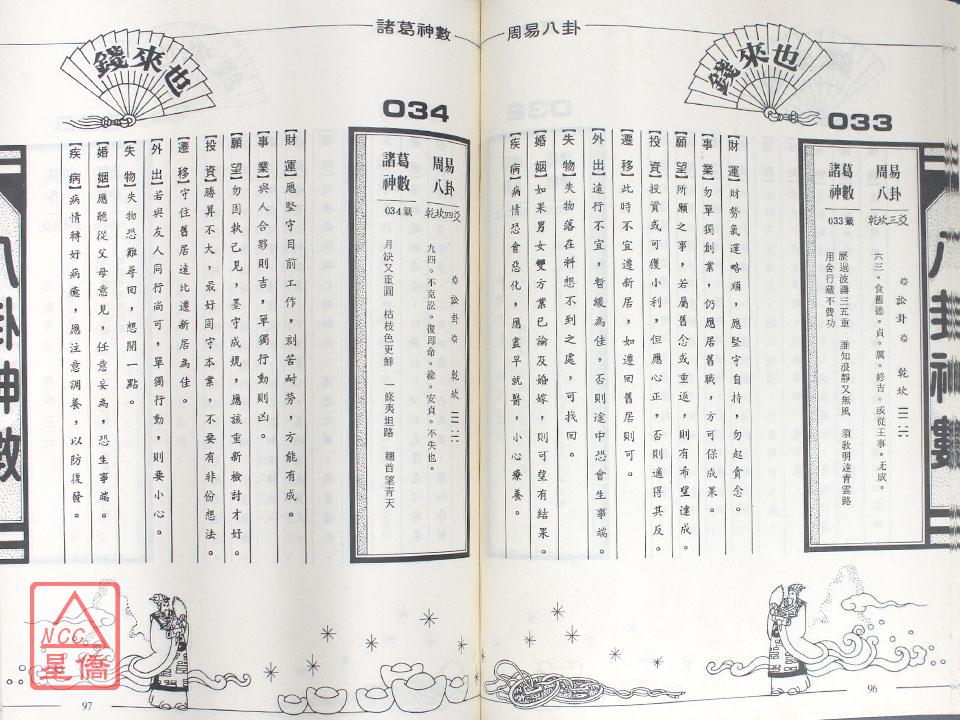 周易八卦
錢來也
033
周易八卦
諸葛神數
乾坎三爻
033籤
☼訟卦☼ 乾坎
六三。食舊德。貞。厲。終吉。或從王事。无成。
歷過波濤三五重 誰知浪靜又無風 須教明達青雲路
用舍行藏不費功
【財運】財勢氣運略順，應堅守自持，勿起貪念。
【事業】勿單獨創業，仍應居舊職，方可保成果。
【願望】所願之事，若屬舊念或重返，則有希望達成。
【投資】投資或可獲小利，但應心正，否則適得其反。
【遷移】此時不宜遷新居，如遷回舊居則可。
【外出】遠行不宜，暫緩為佳，否則途中恐會生事端。
【失物】失物落在料想不到之處，可找回。
【婚姻】如果男女雙方業已論及婚嫁，則可望有結果。
【疾病】病情恐會惡化，應盡早就醫，小心療養。
96
八卦神數
諸葛神數
錢來也
034
周易八卦
諸葛神數
乾坎四爻
034籤
☼訟卦☼ 乾坎
九四。不克訟。復即命。渝。安貞。不失也。
月缺又重圓 枯枝色更鮮 一條夷坦路 翹首望青天
【財運】應堅守目前工作，刻苦耐勞，方能有成。
【事業】與人合夥則吉，單獨行動則凶。
【願望】勿固執己見，墨守成規，應該重新檢討才好。
【投資】勝算不大，最好固守本業，不要有非份想法。
【遷移】守住舊居遠比遷新居為佳。
【外出】若與友人同行尚可，單獨行動，則要小心。
【失物】失物恐難尋回，想開一點。
【婚姻】應聽從父母意見，任意妄為，恐生事端。
【疾病】病情轉好病癒，應注意調養，以防復發。
97
八卦神數
NCC
星僑